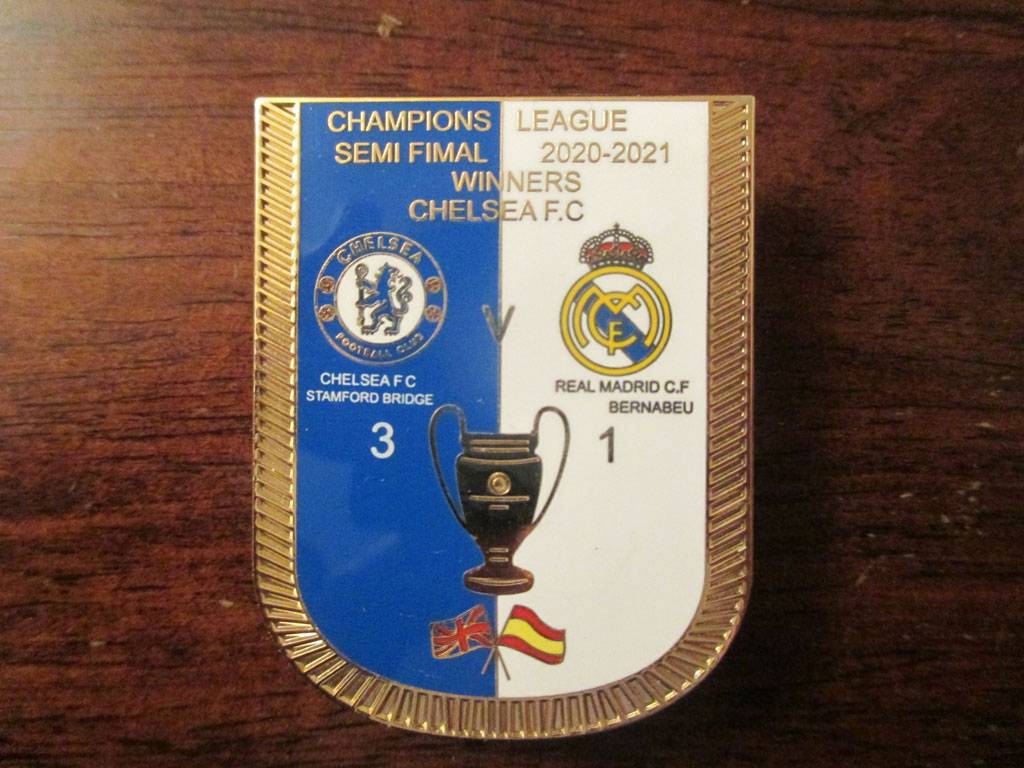 CHAMPIONS LEAGUE
SEMI FIMAL 2020-2021
WINNERS
CHELSEA F.C
CHELSEA
FOOTBALL CLUB
V
MCF
CHELSEA F C
STAMFORD BRIDGE
REAL MADRID C.F
BERNABEU
3
1